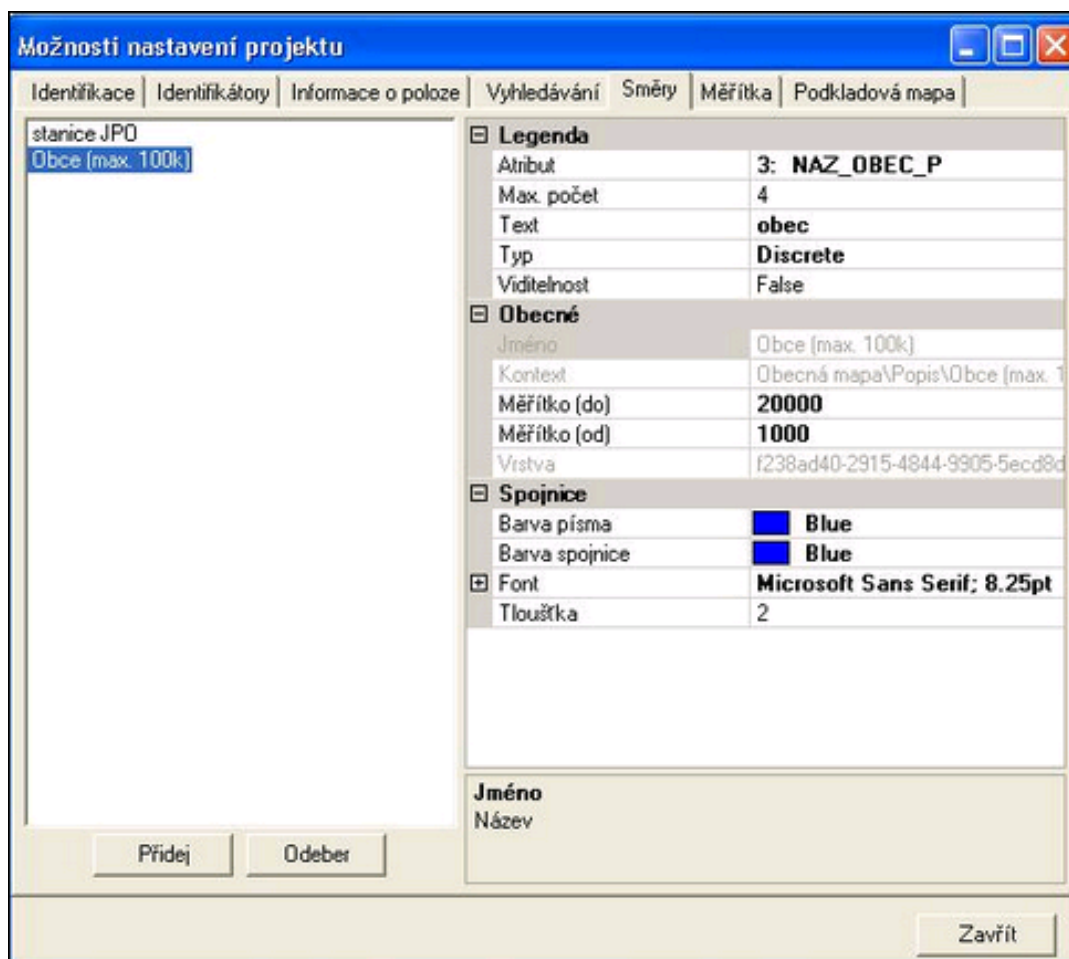 Možnosti nastavení projektu
Identifikace Identifikátory Informace o poloze Vyhledávání Směry Měřítka Podkladová mapa
stanice JPO
Obce (max. 100k)
Legenda
Atribut 3: NAZ_OBEC_P
Max. počet 4
Text obec
Typ Discrete
Viditelnost False
Obecné
Jméno Obce (max. 100k)
Kontext Obecná mapa\Popis\Obce (max. 1
Měřítko (do) 20000
Měřítko (od) 1000
Vrstva f238ad40-2915-4844-9905-5ecd8d
Spojnice
Barva písma Blue
Barva spojnice Blue
Font Microsoft Sans Serif; 8.25pt
Tloušťka 2
Jméno
Název
Přidej Odeber
Zavřít